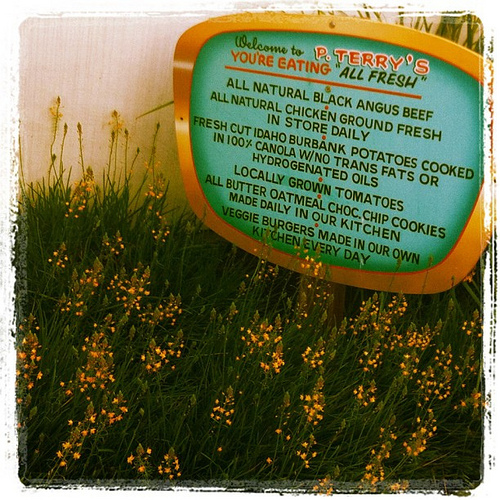 Welcome to P. TERRY'S
YOU'RE EATING "ALL FRESH"
ALL NATURAL BLACK ANGUS BEEF
ALL NATURAL CHICKEN GROUND FRESH
IN STORE DAILY
FRESH CUT IDAHO BURBANK POTATOES COOKED
IN 100% CANOLA W/NO TRANS FATS OR
HYDROGENATED OILS
LOCALLY GROWN TOMATOES
ALL BUTTER OATMEAL CHOC. CHIP COOKIES
MADE DAILY IN OUR KITCHEN
VEGGIE BURGERS MADE IN OUR OWN
KITCHEN EVERY DAY